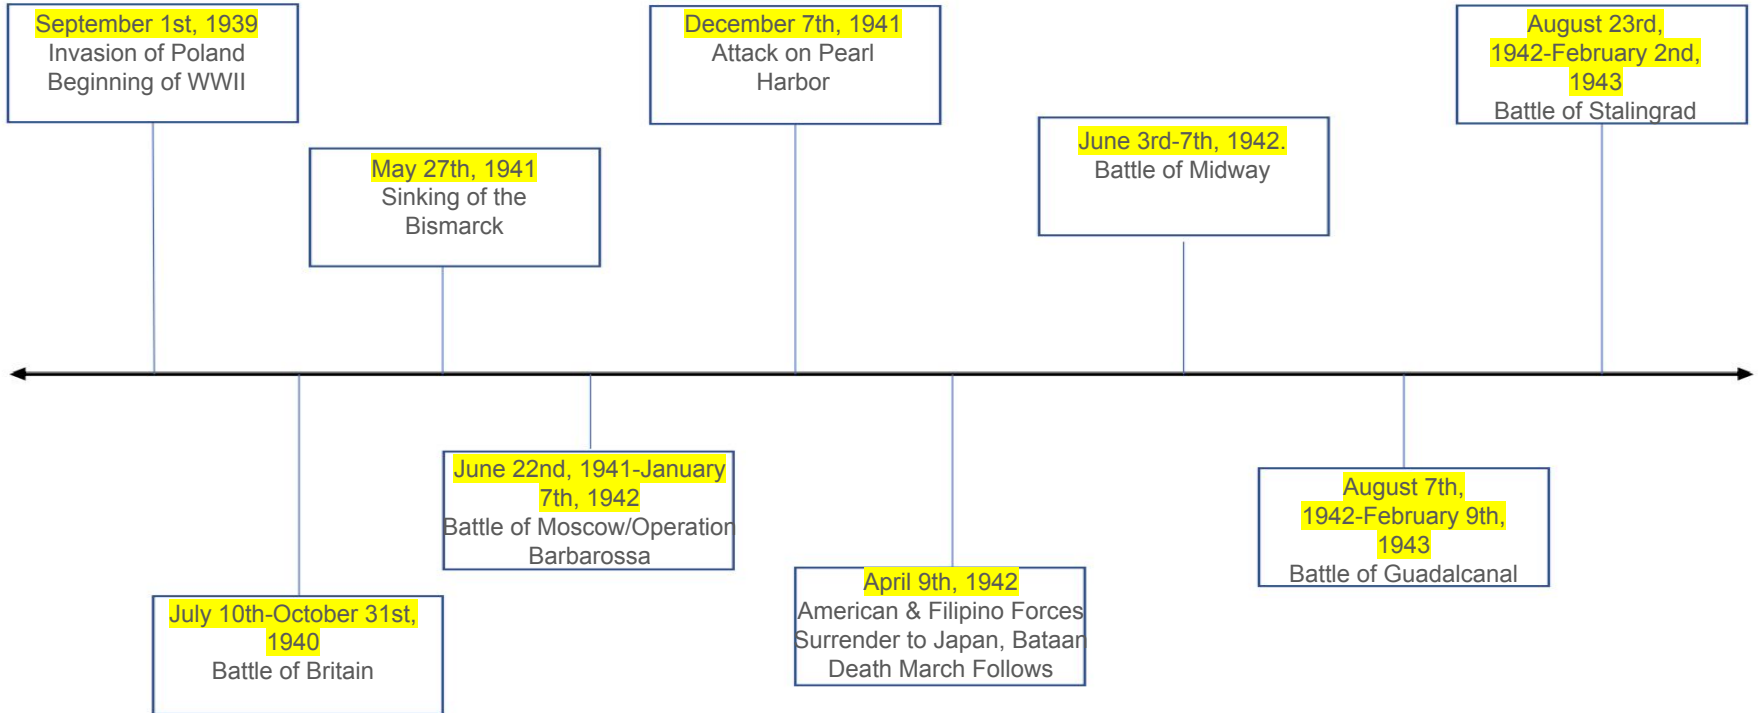 September 1st, 1939
Invasion of Poland
Beginning of WWII
July 10th-October 31st,
1940
Battle of Britain
May 27th, 1941
Sinking of the
Bismarck
June 22nd, 1941-January
7th, 1942
Battle of Moscow/Operation
Barbarossa
December 7th, 1941
Attack on Pearl
Harbor
April 9th, 1942
American & Filipino Forces
Surrender to Japan, Bataan
Death March Follows
June 3rd-7th, 1942.
Battle of Midway
August 7th,
1942-February 9th,
1943
Battle of Guadalcanal
August 23rd,
1942-February 2nd,
1943
Battle of Stalingrad